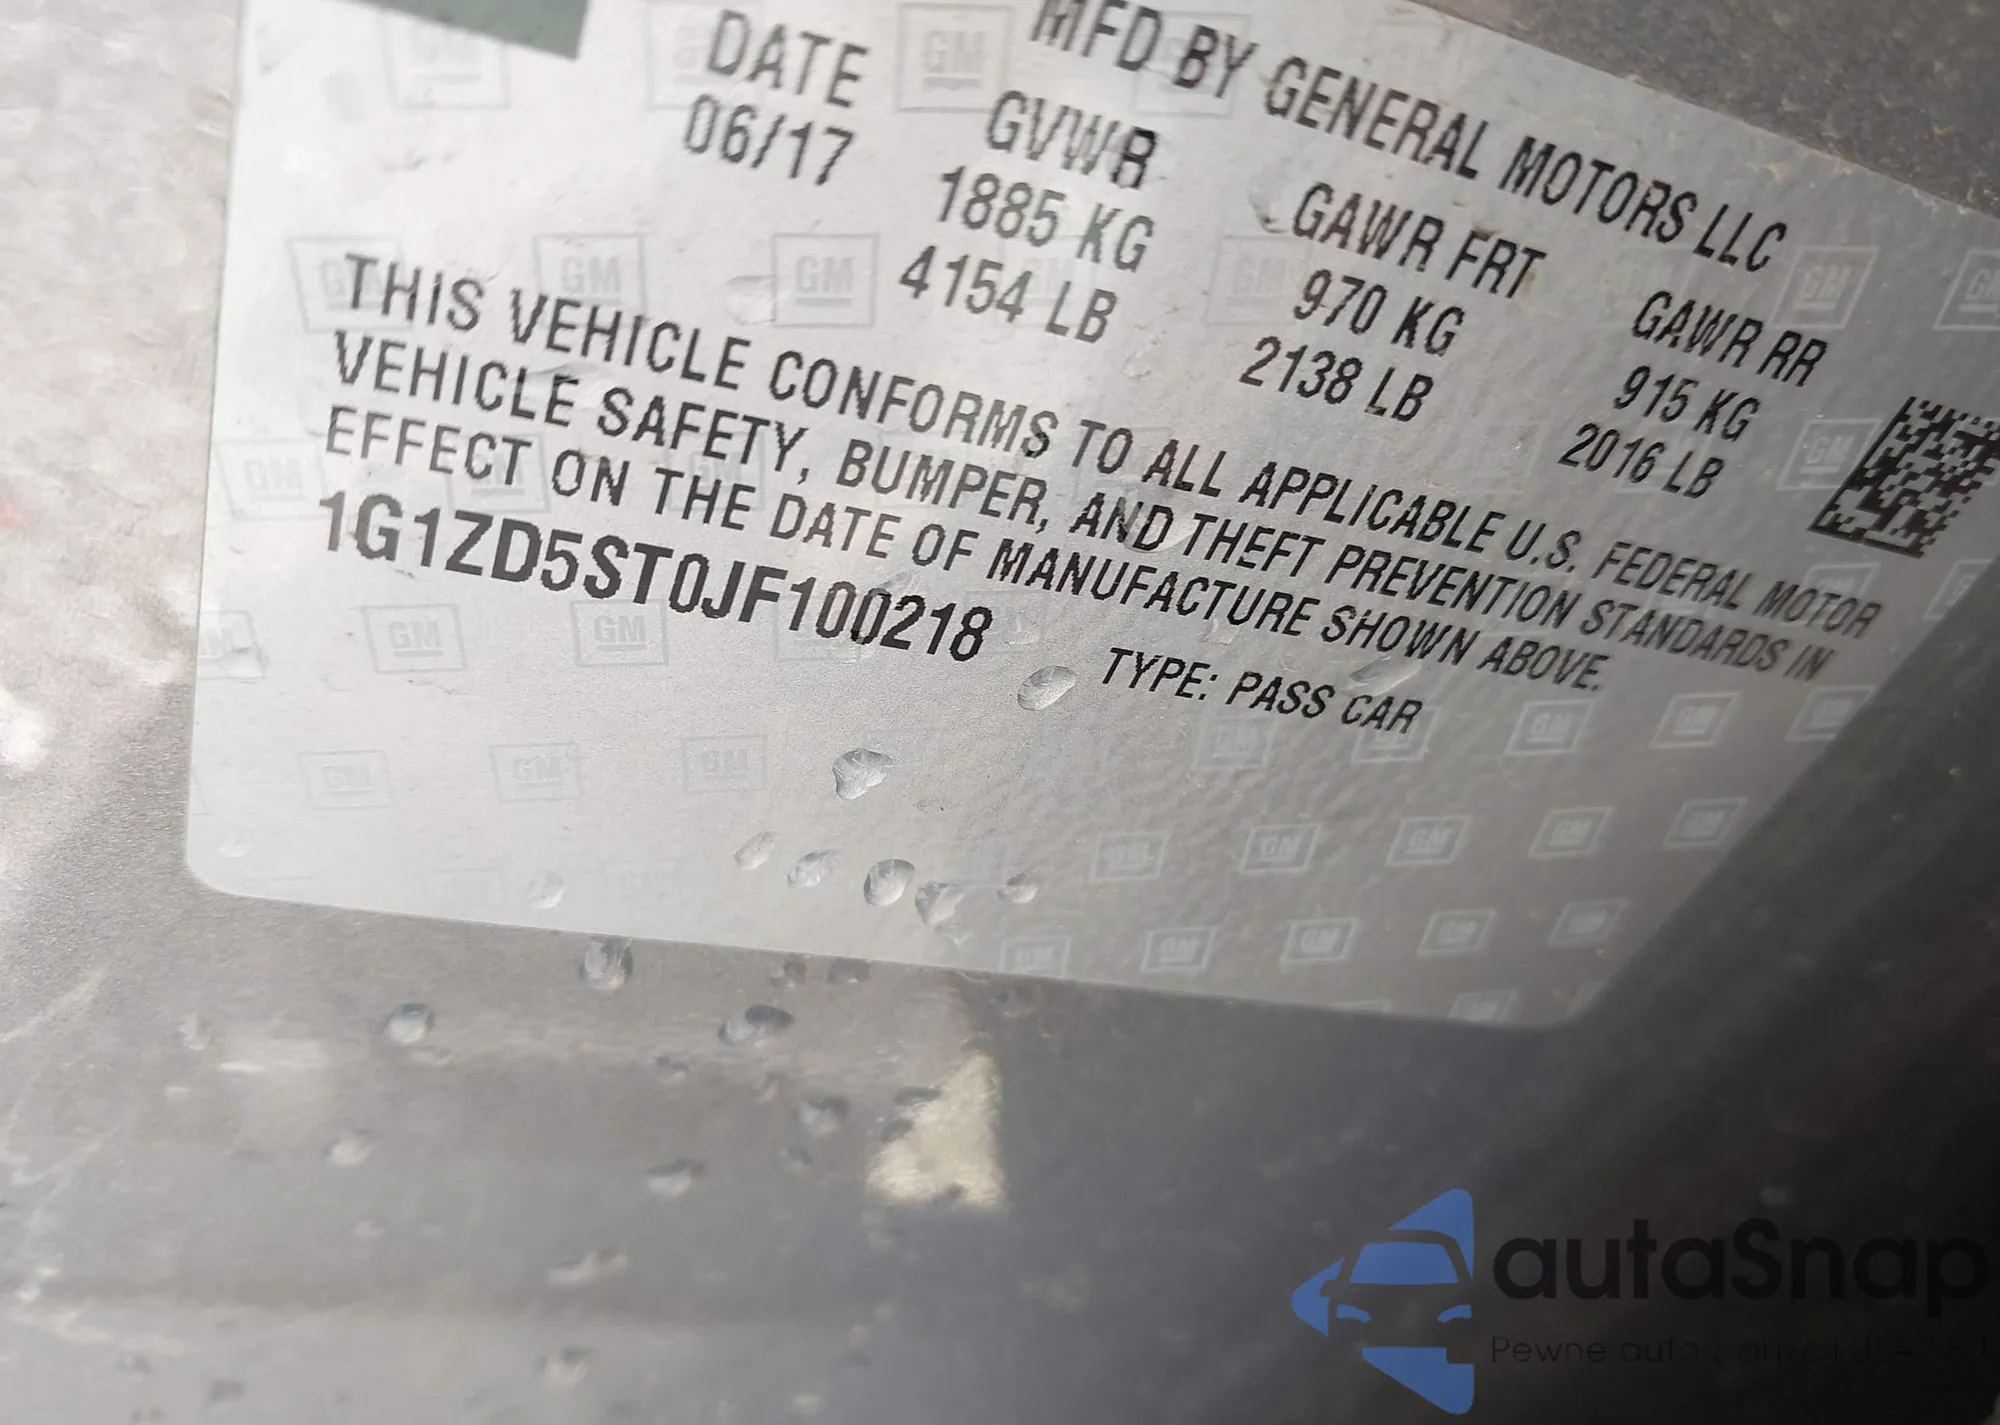 MFD BY GENERAL MOTORS LLC
DATE GVWR GAWR FRT GAWR RR
06/17 1885 KG 970 KG 915 KG
4154 LB 2138 LB 2016 LB
THIS VEHICLE CONFORMS TO ALL APPLICABLE U.S. FEDERAL MOTOR
VEHICLE SAFETY, BUMPER, AND THEFT PREVENTION STANDARDS IN
EFFECT ON THE DATE OF MANUFACTURE SHOWN ABOVE.
1G1ZD5ST0JF100218 TYPE: PASS CAR
autaSnap
Pewne auta z